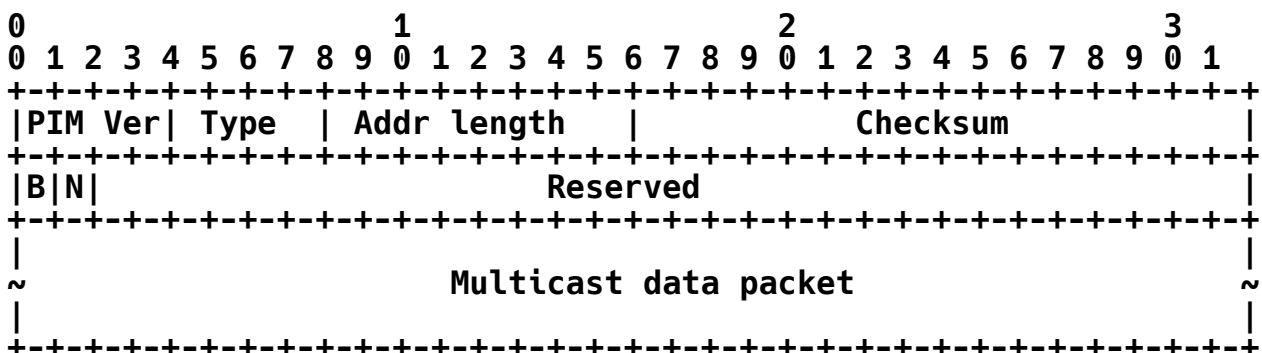 0                   1                   2                   3
0 1 2 3 4 5 6 7 8 9 0 1 2 3 4 5 6 7 8 9 0 1 2 3 4 5 6 7 8 9 0 1
+-+-+-+-+-+-+-+-+-+-+-+-+-+-+-+-+-+-+-+-+-+-+-+-+-+-+-+-+-+-+-+-+
|PIM Ver| Type  | Addr length   |           Checksum            |
+-+-+-+-+-+-+-+-+-+-+-+-+-+-+-+-+-+-+-+-+-+-+-+-+-+-+-+-+-+-+-+-+
|B|N|                       Reserved                            |
+-+-+-+-+-+-+-+-+-+-+-+-+-+-+-+-+-+-+-+-+-+-+-+-+-+-+-+-+-+-+-+-+
|                                                               |
~                      Multicast data packet                    ~
|                                                               |
+-+-+-+-+-+-+-+-+-+-+-+-+-+-+-+-+-+-+-+-+-+-+-+-+-+-+-+-+-+-+-+-+